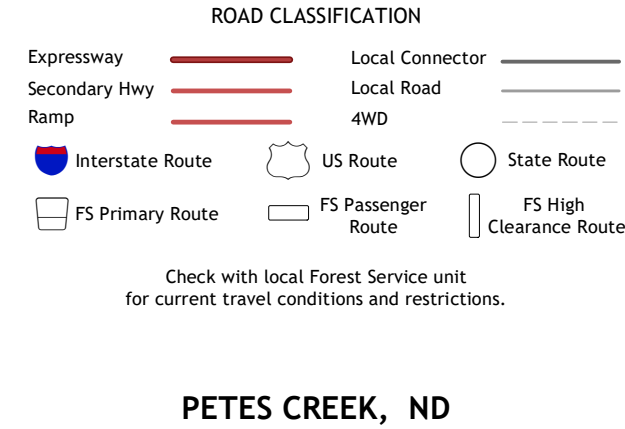 ROAD CLASSIFICATION
Expressway
Local Connector
Secondary Hwy
Local Road
Ramp
4WD
Interstate Route
US Route
State Route
FS Primary Route
FS Passenger
Route
FS High
Clearance Route
Check with local Forest Service unit
for current travel conditions and restrictions.
PETES CREEK, ND